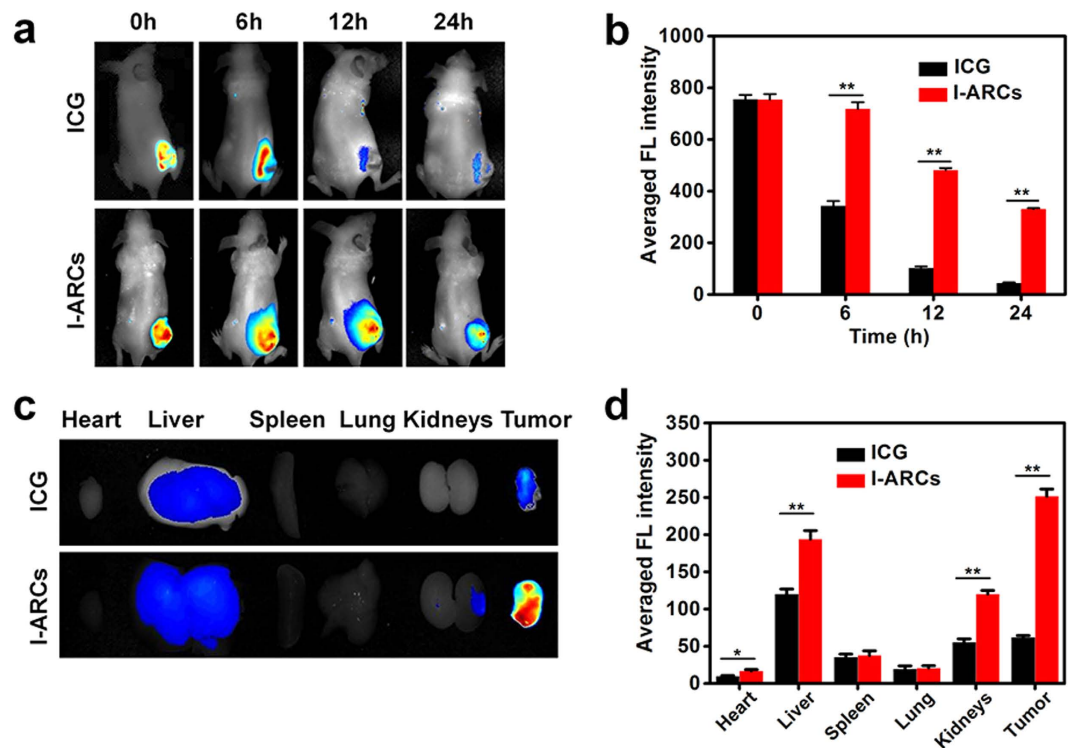 a
0h 6h 12h 24h
ICG
I-ARCs
b
1000
800
600
400
200
0
Averaged FL intensity
ICG
I-ARCs
**
**
**
0 6 12 24
Time (h)
c
Heart Liver Spleen Lung Kidneys Tumor
ICG
I-ARCs
d
350
300
250
200
150
100
50
0
Averaged FL intensity
ICG
I-ARCs
*
**
**
**
Heart Liver Spleen Lung Kidneys Tumor